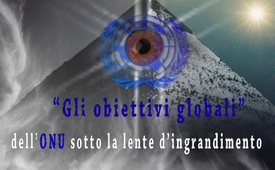 “Gli obiettivi globali”
dell’ONU sotto la lente d’ingrandimento